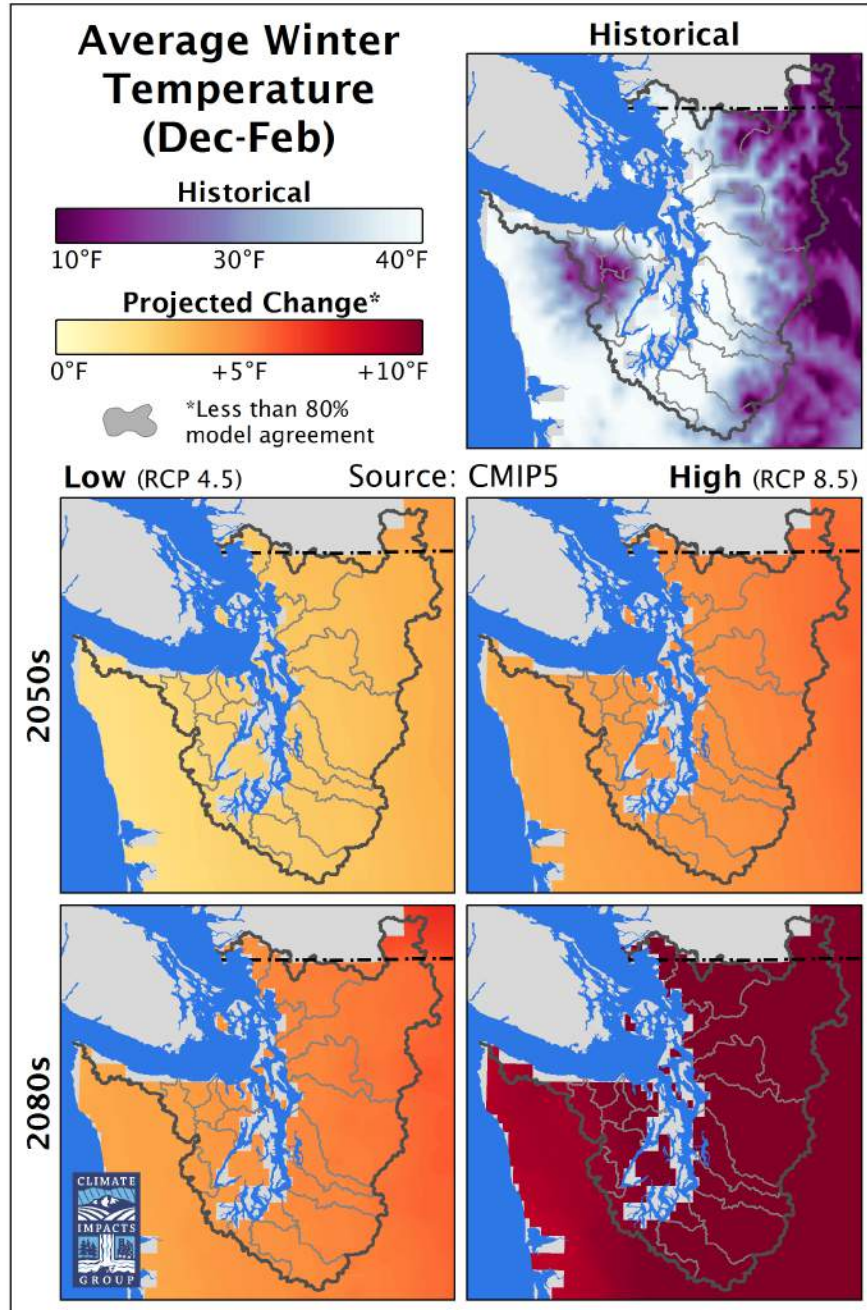 Average Winter
Temperature
(Dec-Feb)
Historical
Historical
10°F 30°F 40°F
Projected Change*
0°F +5°F +10°F
*Less than 80%
model agreement
Low (RCP 4.5) Source: CMIP5 High (RCP 8.5)
2050s
2080s
CLIMATE
IMPACTS
GROUP